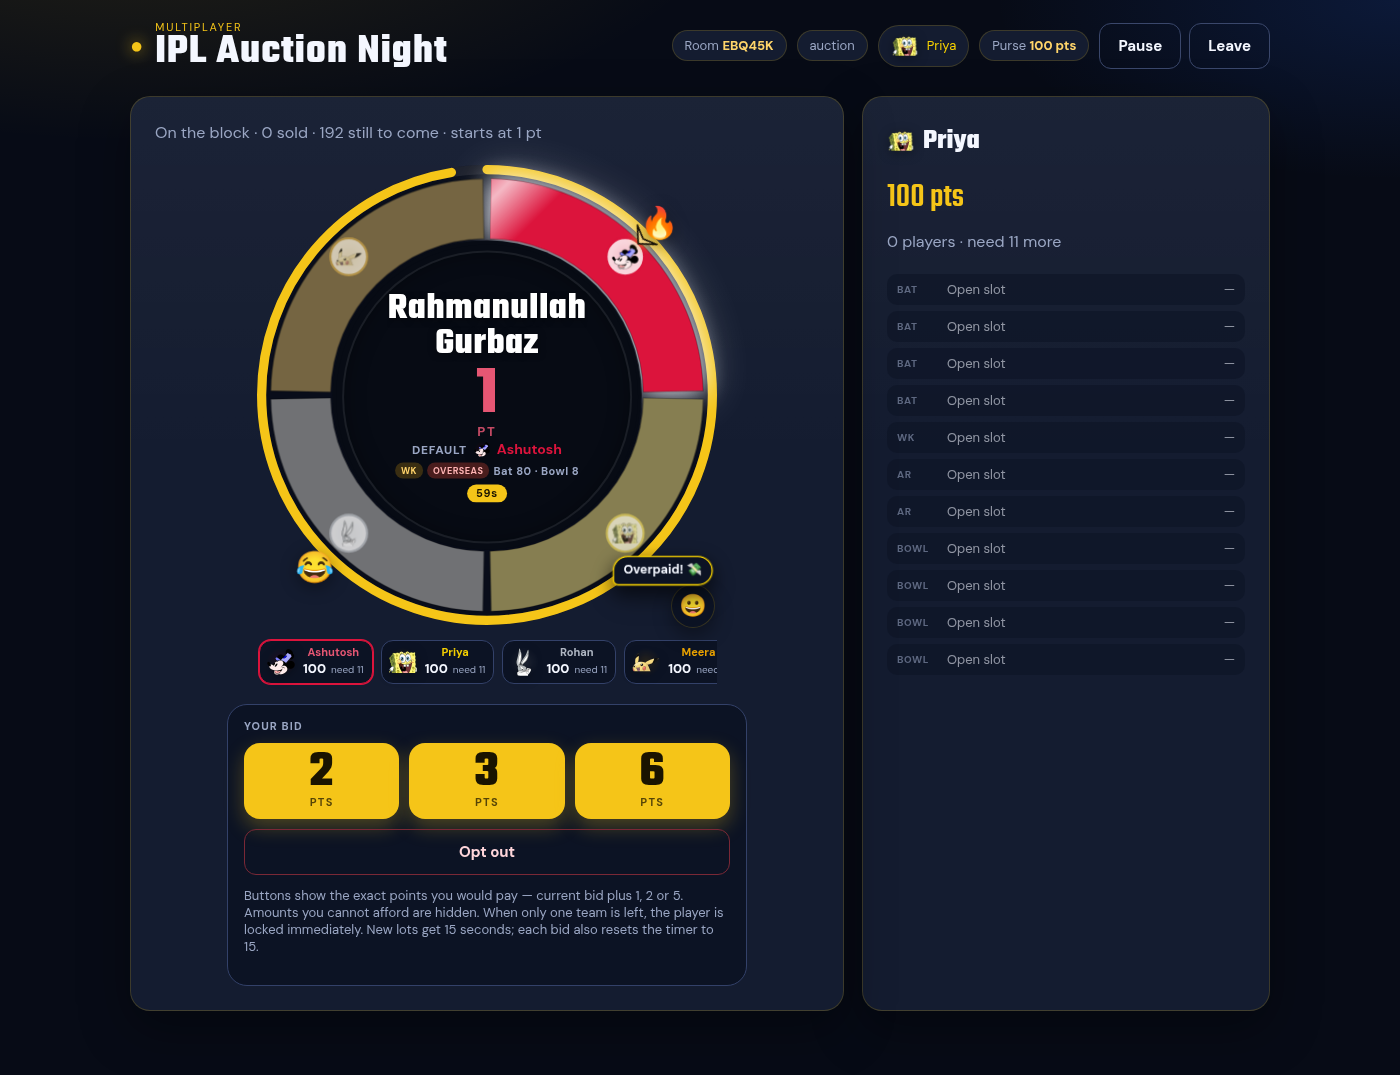 MULTIPLAYER
IPL Auction Night
Room EBQ45K
auction
Priya
Purse 100 pts
Pause
Leave
On the block · 0 sold · 192 still to come · starts at 1 pt
Rahmanullah
Gurbaz
1
PT
DEFAULT Ashutosh
WK OVERSEAS Bat 80 · Bowl 8
59s
Overpaid! 💸
Ashutosh
100 need 11
Priya
100 need 11
Rohan
100 need 11
Meera
100 need
YOUR BID
2
PTS
3
PTS
6
PTS
Opt out
Buttons show the exact points you would pay — current bid plus 1, 2 or 5.
Amounts you cannot afford are hidden. When only one team is left, the player is
locked immediately. New lots get 15 seconds; each bid also resets the timer to
15.
Priya
100 pts
0 players · need 11 more
BAT Open slot —
BAT Open slot —
BAT Open slot —
BAT Open slot —
WK Open slot —
AR Open slot —
AR Open slot —
BOWL Open slot —
BOWL Open slot —
BOWL Open slot —
BOWL Open slot —